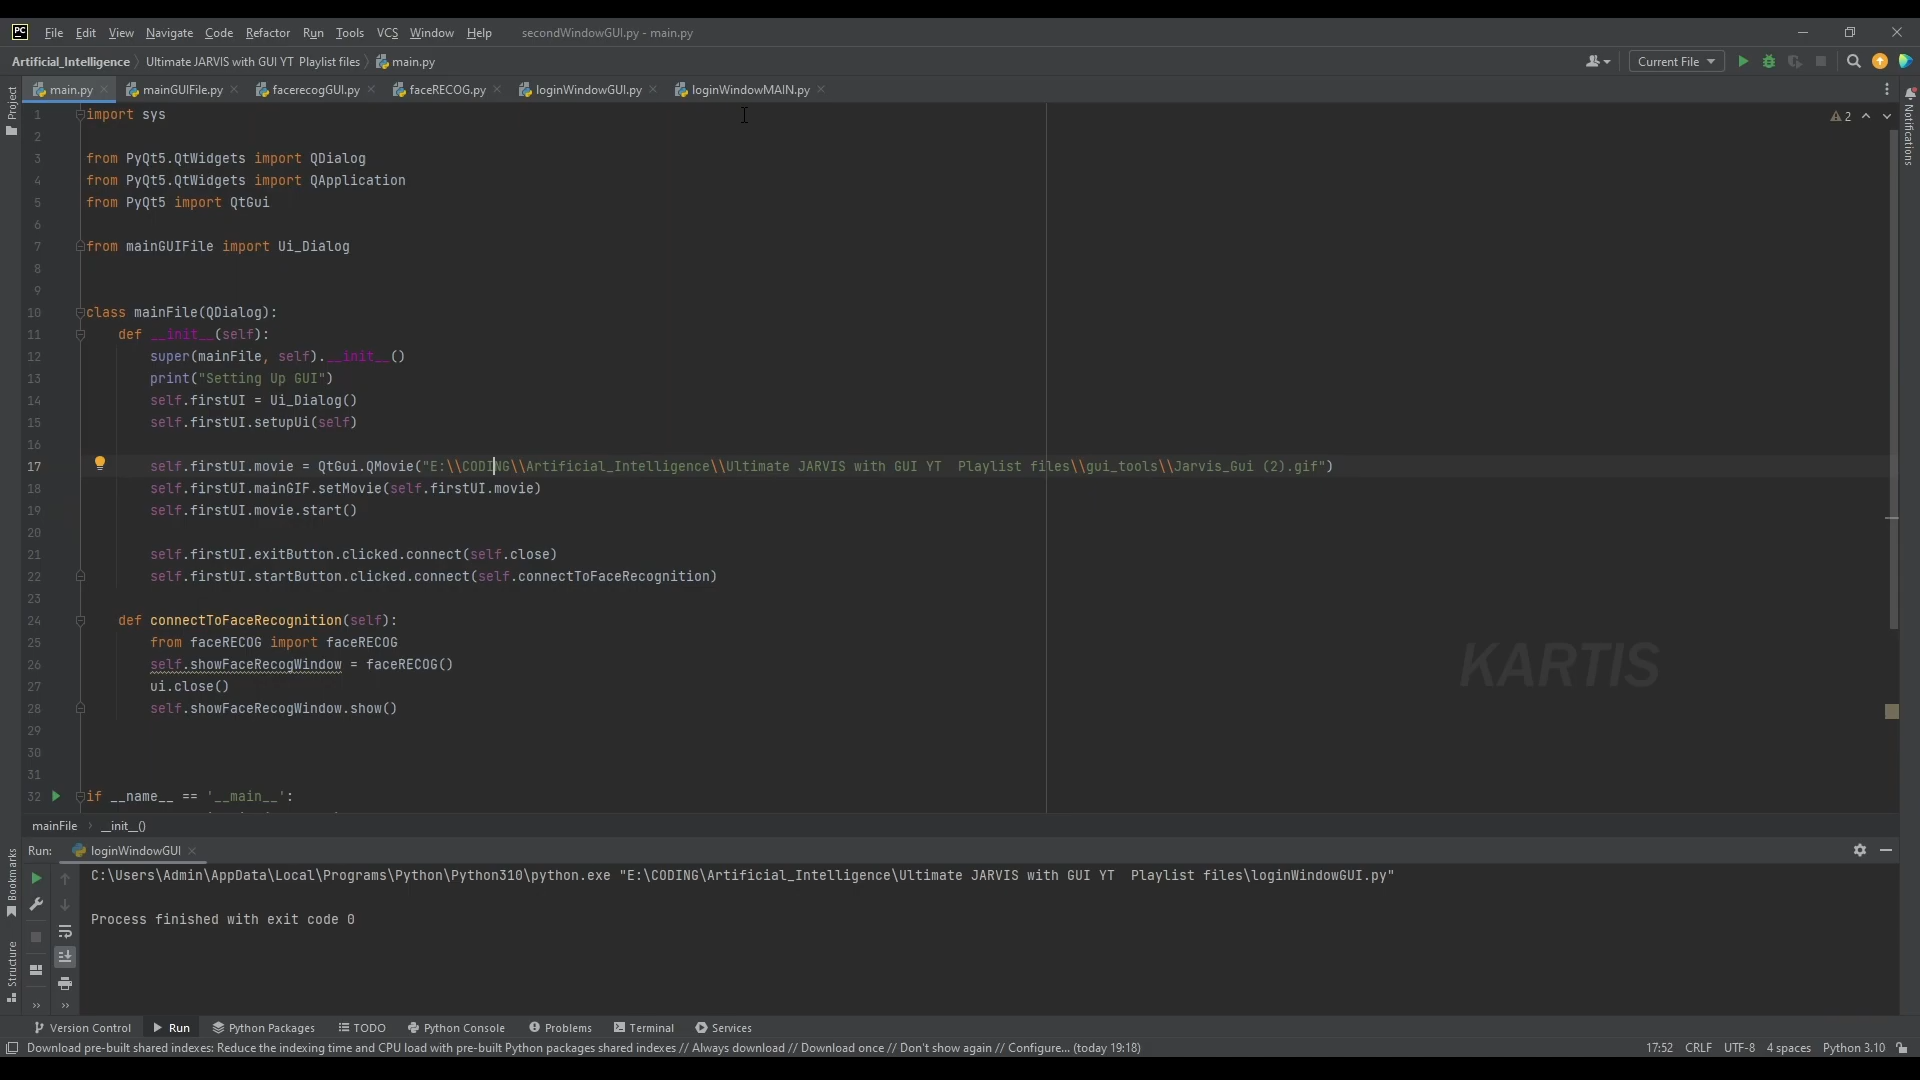 PC File Edit View Navigate Code Refactor Run Tools VCS Window Help secondWindowGUI.py - main.py
Artificial_Intelligence Ultimate JARVIS with GUI YT Playlist files main.py Current File
main.py mainGUIFile.py facerecogGUI.py faceRECOG.py loginWindowGUI.py loginWindowMAIN.py
Project
Notifications
2
1 import sys
2
3 from PyQt5.QtWidgets import QDialog
4 from PyQt5.QtWidgets import QApplication
5 from PyQt5 import QtGui
6
7 from mainGUIFile import Ui_Dialog
8
9
10 class mainFile(QDialog):
11 def __init__(self):
12 super(mainFile, self).__init__()
13 print("Setting Up GUI")
14 self.firstUI = Ui_Dialog()
15 self.firstUI.setupUi(self)
16
17 self.firstUI.movie = QtGui.QMovie("E:\\CODING\\Artificial_Intelligence\\Ultimate JARVIS with GUI YT  Playlist files\\gui_tools\\Jarvis_Gui (2).gif")
18 self.firstUI.mainGIF.setMovie(self.firstUI.movie)
19 self.firstUI.movie.start()
20
21 self.firstUI.exitButton.clicked.connect(self.close)
22 self.firstUI.startButton.clicked.connect(self.connectToFaceRecognition)
23
24 def connectToFaceRecognition(self):
25 from faceRECOG import faceRECOG
26 self.showFaceRecogWindow = faceRECOG()
27 ui.close()
28 self.showFaceRecogWindow.show()
29
30
31
32 if __name__ == '__main__':
KARTIS
mainFile __init__()
Run: loginWindowGUI
C:\Users\Admin\AppData\Local\Programs\Python\Python310\python.exe "E:\CODING\Artificial_Intelligence\Ultimate JARVIS with GUI YT  Playlist files\loginWindowGUI.py"
Process finished with exit code 0
Bookmarks
Structure
Version Control Run Python Packages TODO Python Console Problems Terminal Services
Download pre-built shared indexes: Reduce the indexing time and CPU load with pre-built Python packages shared indexes // Always download // Download once // Don't show again // Configure... (today 19:18) 17:52 CRLF UTF-8 4 spaces Python 3.10